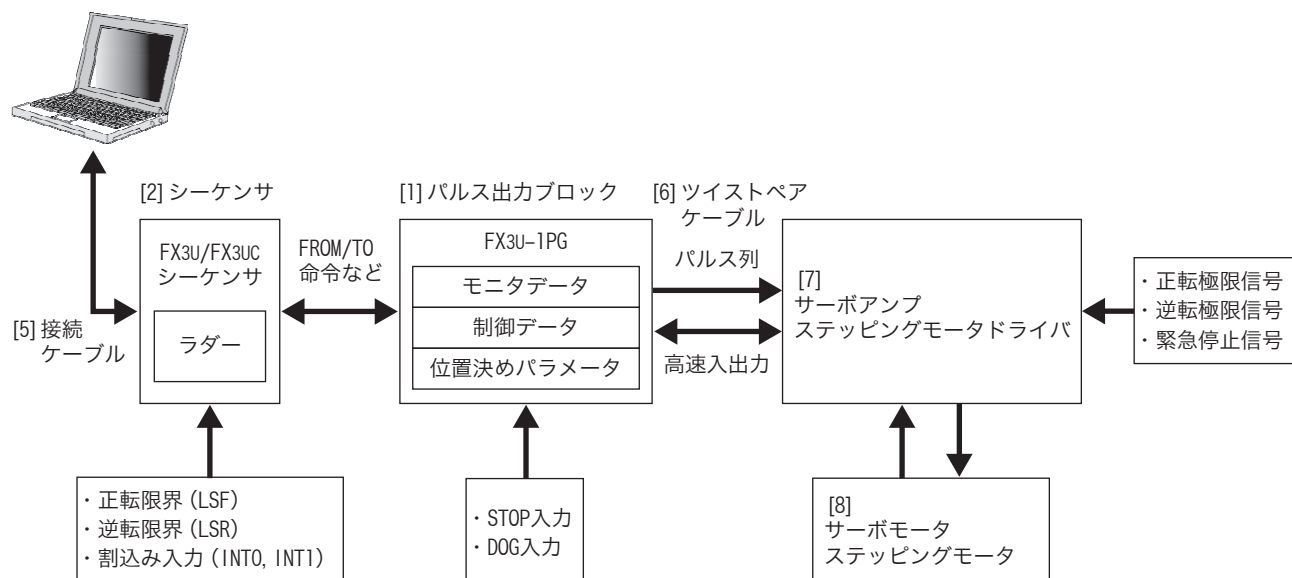 [2] シーケンサ
[1] パルス出力ブロック
[6] ツイストペア
ケーブル
FX3U/FX3UC
シーケンサ
ラダー
FROM/TO
命令など
FX3U-1PG
モニタデータ
制御データ
位置決めパラメータ
パルス列
高速入出力
[7]
サーボアンプ
ステッピングモータドライバ
・正転極限信号
・逆転極限信号
・緊急停止信号
[5] 接続
ケーブル
・正転限界 (LSF)
・逆転限界 (LSR)
・割込み入力 (INT0, INT1)
・STOP入力
・DOG入力
[8]
サーボモータ
ステッピングモータ